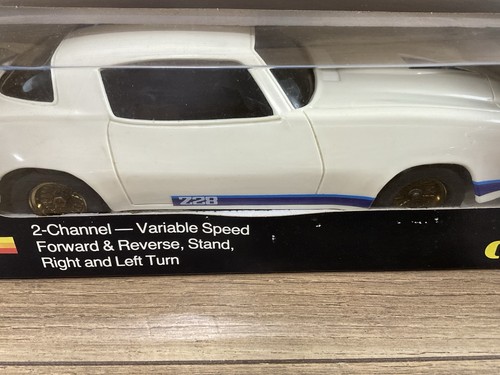 Z28
2-Channel — Variable Speed
Forward & Reverse, Stand,
Right and Left Turn